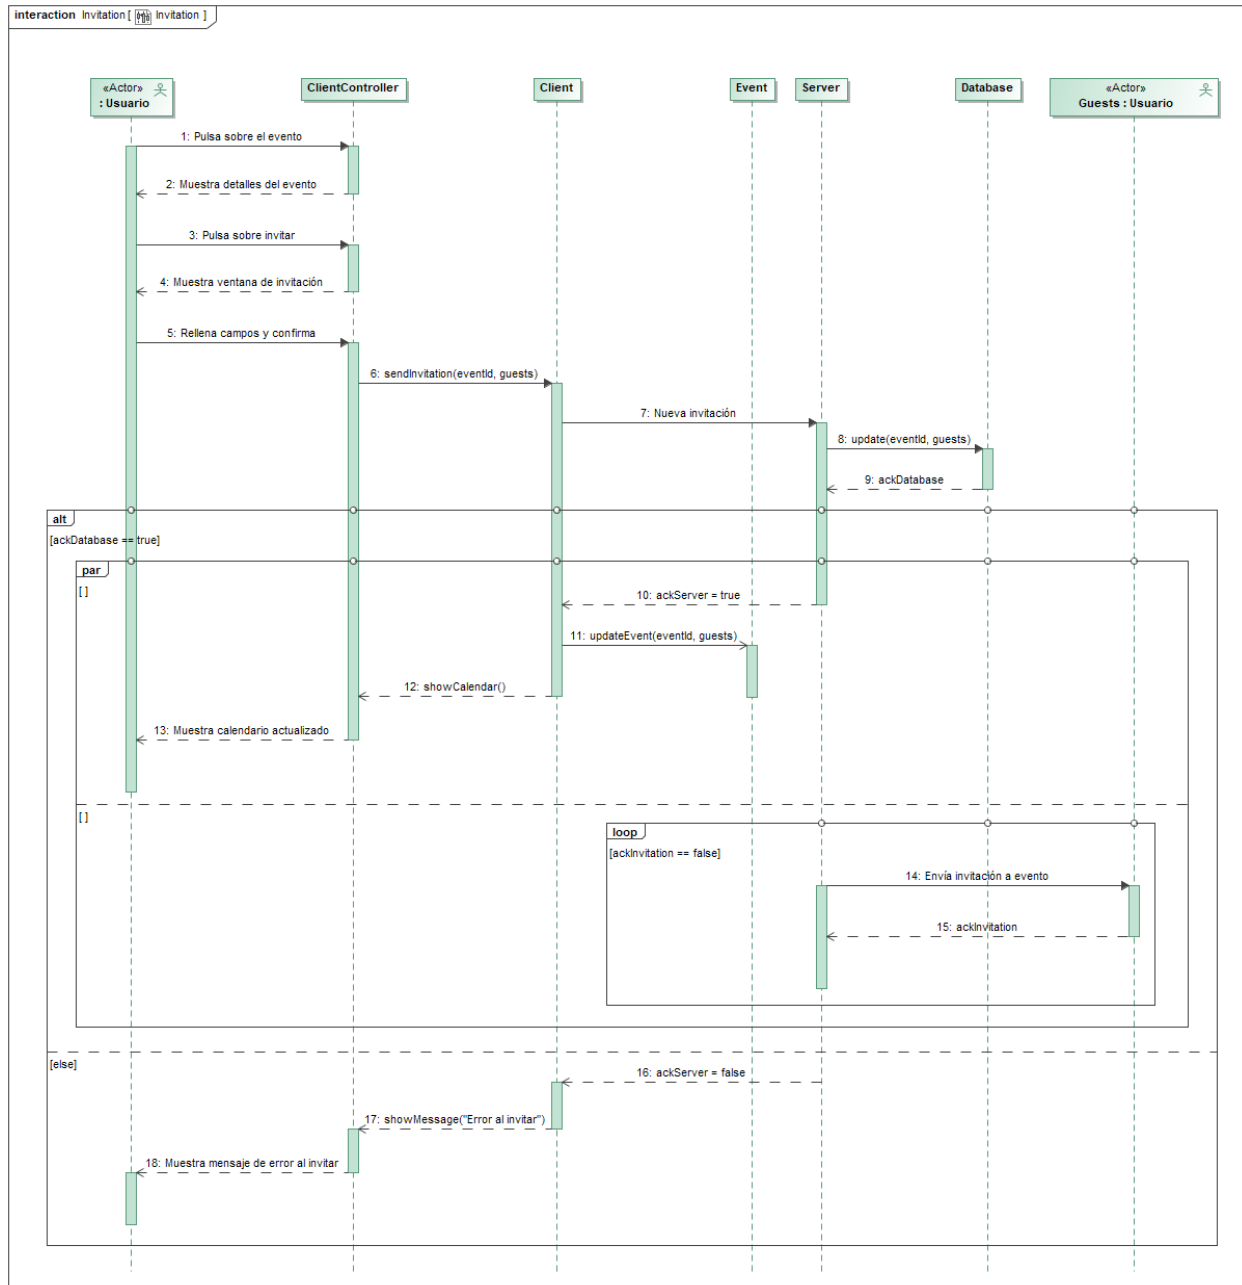 interaction Invitation [ Invitation ]
«Actor»
: Usuario
ClientController
Client
Event
Server
Database
«Actor»
Guests : Usuario
1: Pulsa sobre el evento
2: Muestra detalles del evento
3: Pulsa sobre invitar
4: Muestra ventana de invitación
5: Rellena campos y confirma
6: sendInvitation(eventId, guests)
7: Nueva invitación
8: update(eventId, guests)
9: ackDatabase
alt
[ackDatabase == true]
par
[ ]
10: ackServer = true
11: updateEvent(eventId, guests)
12: showCalendar()
13: Muestra calendario actualizado
[ ]
loop
[ackInvitation == false]
14: Envía invitación a evento
15: ackInvitation
[else]
16: ackServer = false
17: showMessage("Error al invitar")
18: Muestra mensaje de error al invitar